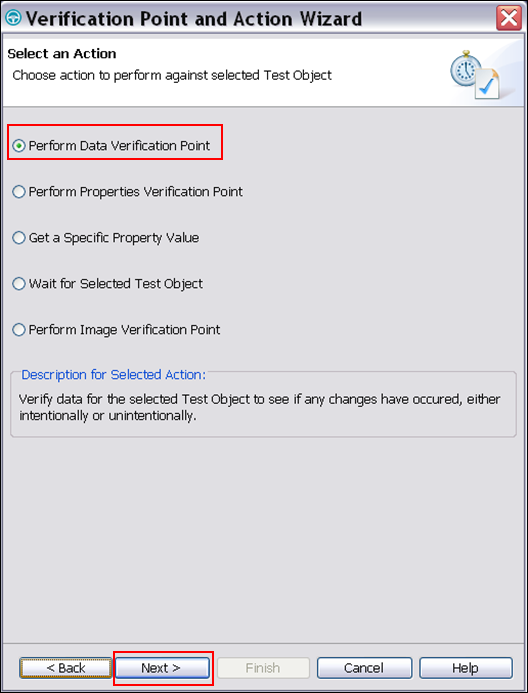 Verification Point and Action Wizard
Select an Action
Choose action to perform against selected Test Object
Perform Data Verification Point
Perform Properties Verification Point
Get a Specific Property Value
Wait for Selected Test Object
Perform Image Verification Point
Description for Selected Action:
Verify data for the selected Test Object to see if any changes have occured, either
intentionally or unintentionally.
< Back Next > Finish Cancel Help